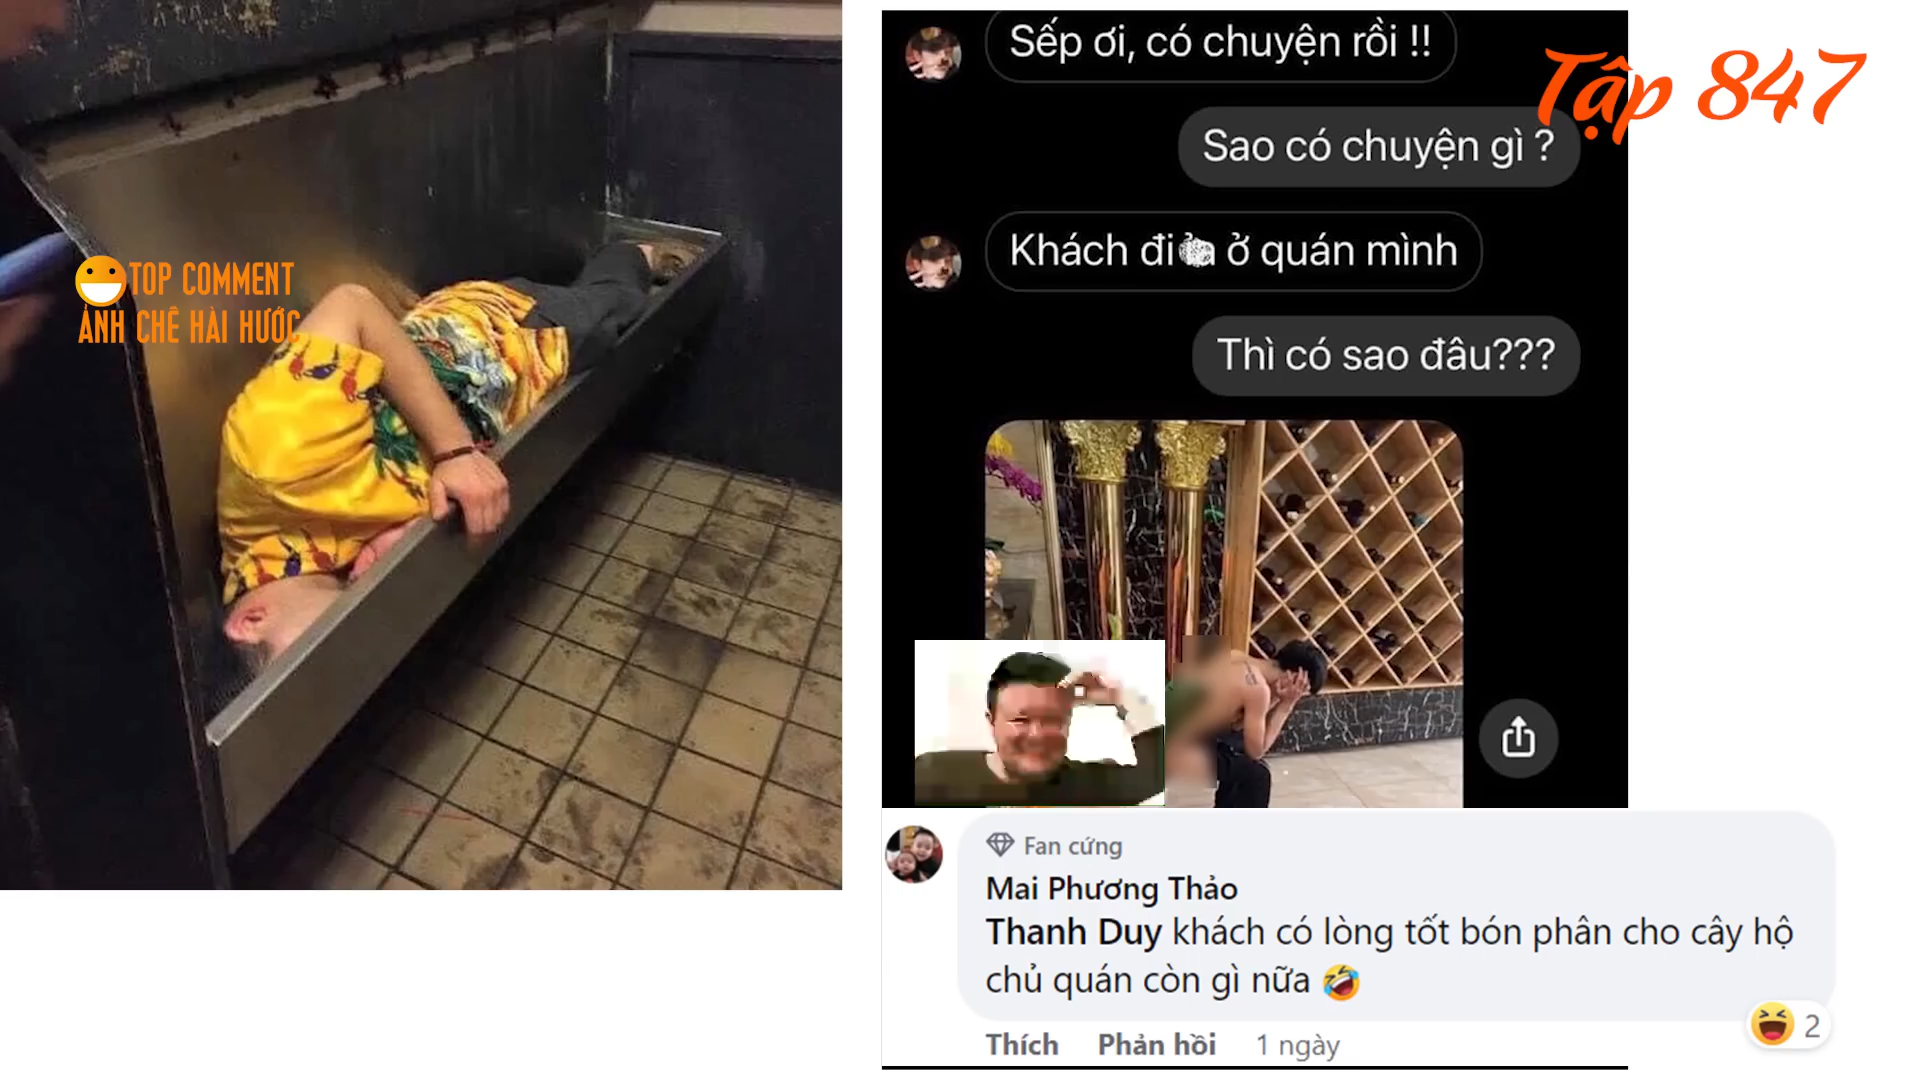 TOP COMMENT
ẢNH CHẾ HÀI HƯỚC
Tập 847
Sếp ơi, có chuyện rồi !!
Sao có chuyện gì ?
Khách đi ở quán mình
Thì có sao đâu???
Fan cứng
Mai Phương Thảo
Thanh Duy khách có lòng tốt bón phân cho cây hộ
chủ quán còn gì nữa 🤣
Thích Phản hồi 1 ngày
2